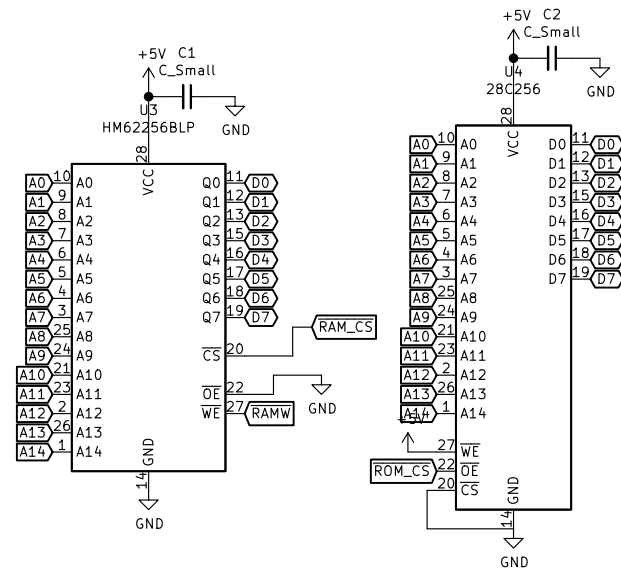 +5V C1
C_Small
GND
U3
HM62256BLP
28
VCC
A0 10 A0 Q0 11 D0
A1 9 A1 Q1 12 D1
A2 8 A2 Q2 13 D2
A3 7 A3 Q3 15 D3
A4 6 A4 Q4 16 D4
A5 5 A5 Q5 17 D5
A6 4 A6 Q6 18 D6
A7 3 A7 Q7 19 D7
A8 25 A8
A9 24 A9 CS 20 RAM_CS
A10 21 A10
A11 23 A11 OE 22 GND
A12 2 A12 WE 27 RAMW
A13 26 A13
A14 1 A14
GND
14
GND
+5V C2
C_Small
GND
U4
28C256
28
VCC
A0 10 A0 D0 11 D0
A1 9 A1 D1 12 D1
A2 8 A2 D2 13 D2
A3 7 A3 D3 15 D3
A4 6 A4 D4 16 D4
A5 5 A5 D5 17 D5
A6 4 A6 D6 18 D6
A7 3 A7 D7 19 D7
A8 25 A8
A9 24 A9
A10 21 A10
A11 23 A11
A12 2 A12
A13 26 A13
A14 1 A14
+5V
27 WE
ROM_CS 22 OE
20 CS
GND
14
GND